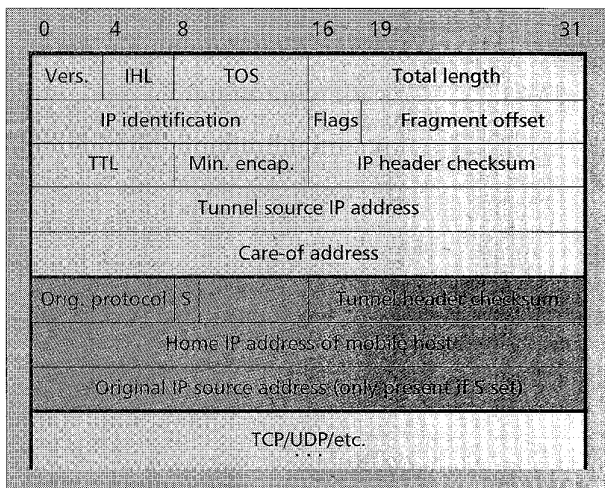 0 4 8 16 19 31
Vers. IHL TOS Total length
IP identification Flags Fragment offset
TTL Min. encap. IP header checksum
Tunnel source IP address
Care-of address
Orig. protocol S Tunnel header checksum
Home IP address of mobile host
Original IP source address (only present if S set)
TCP/UDP/etc.
...